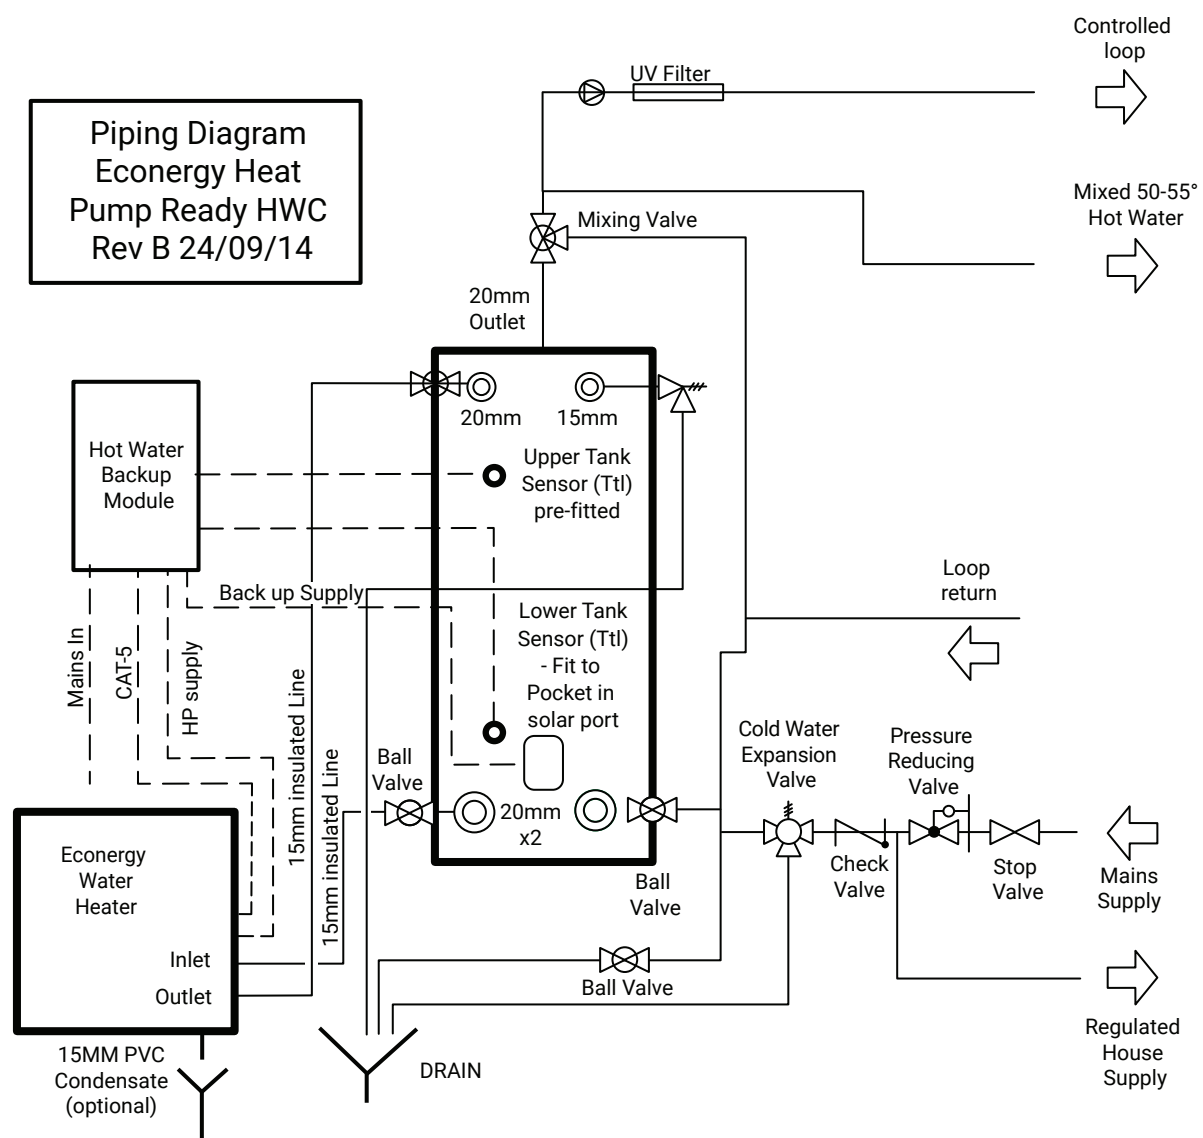 Controlled
loop
UV Filter
Piping Diagram
Econergy Heat
Pump Ready HWC
Rev B 24/09/14
Mixed 50-55°
Hot Water
Mixing Valve
20mm
Outlet
20mm
15mm
Hot Water
Backup
Module
Upper Tank
Sensor (Ttl)
pre-fitted
Loop
return
Back up Supply
Lower Tank
Sensor (Ttl)
- Fit to
Pocket in
solar port
Mains In
CAT-5
HP supply
15mm insulated Line
15mm insulated Line
Ball
Valve
Cold Water
Expansion
Valve
Pressure
Reducing
Valve
20mm
x2
Econergy
Water
Heater
Check
Valve
Stop
Valve
Mains
Supply
Ball
Valve
Inlet
Outlet
Ball Valve
Regulated
House
Supply
15MM PVC
Condensate
(optional)
DRAIN